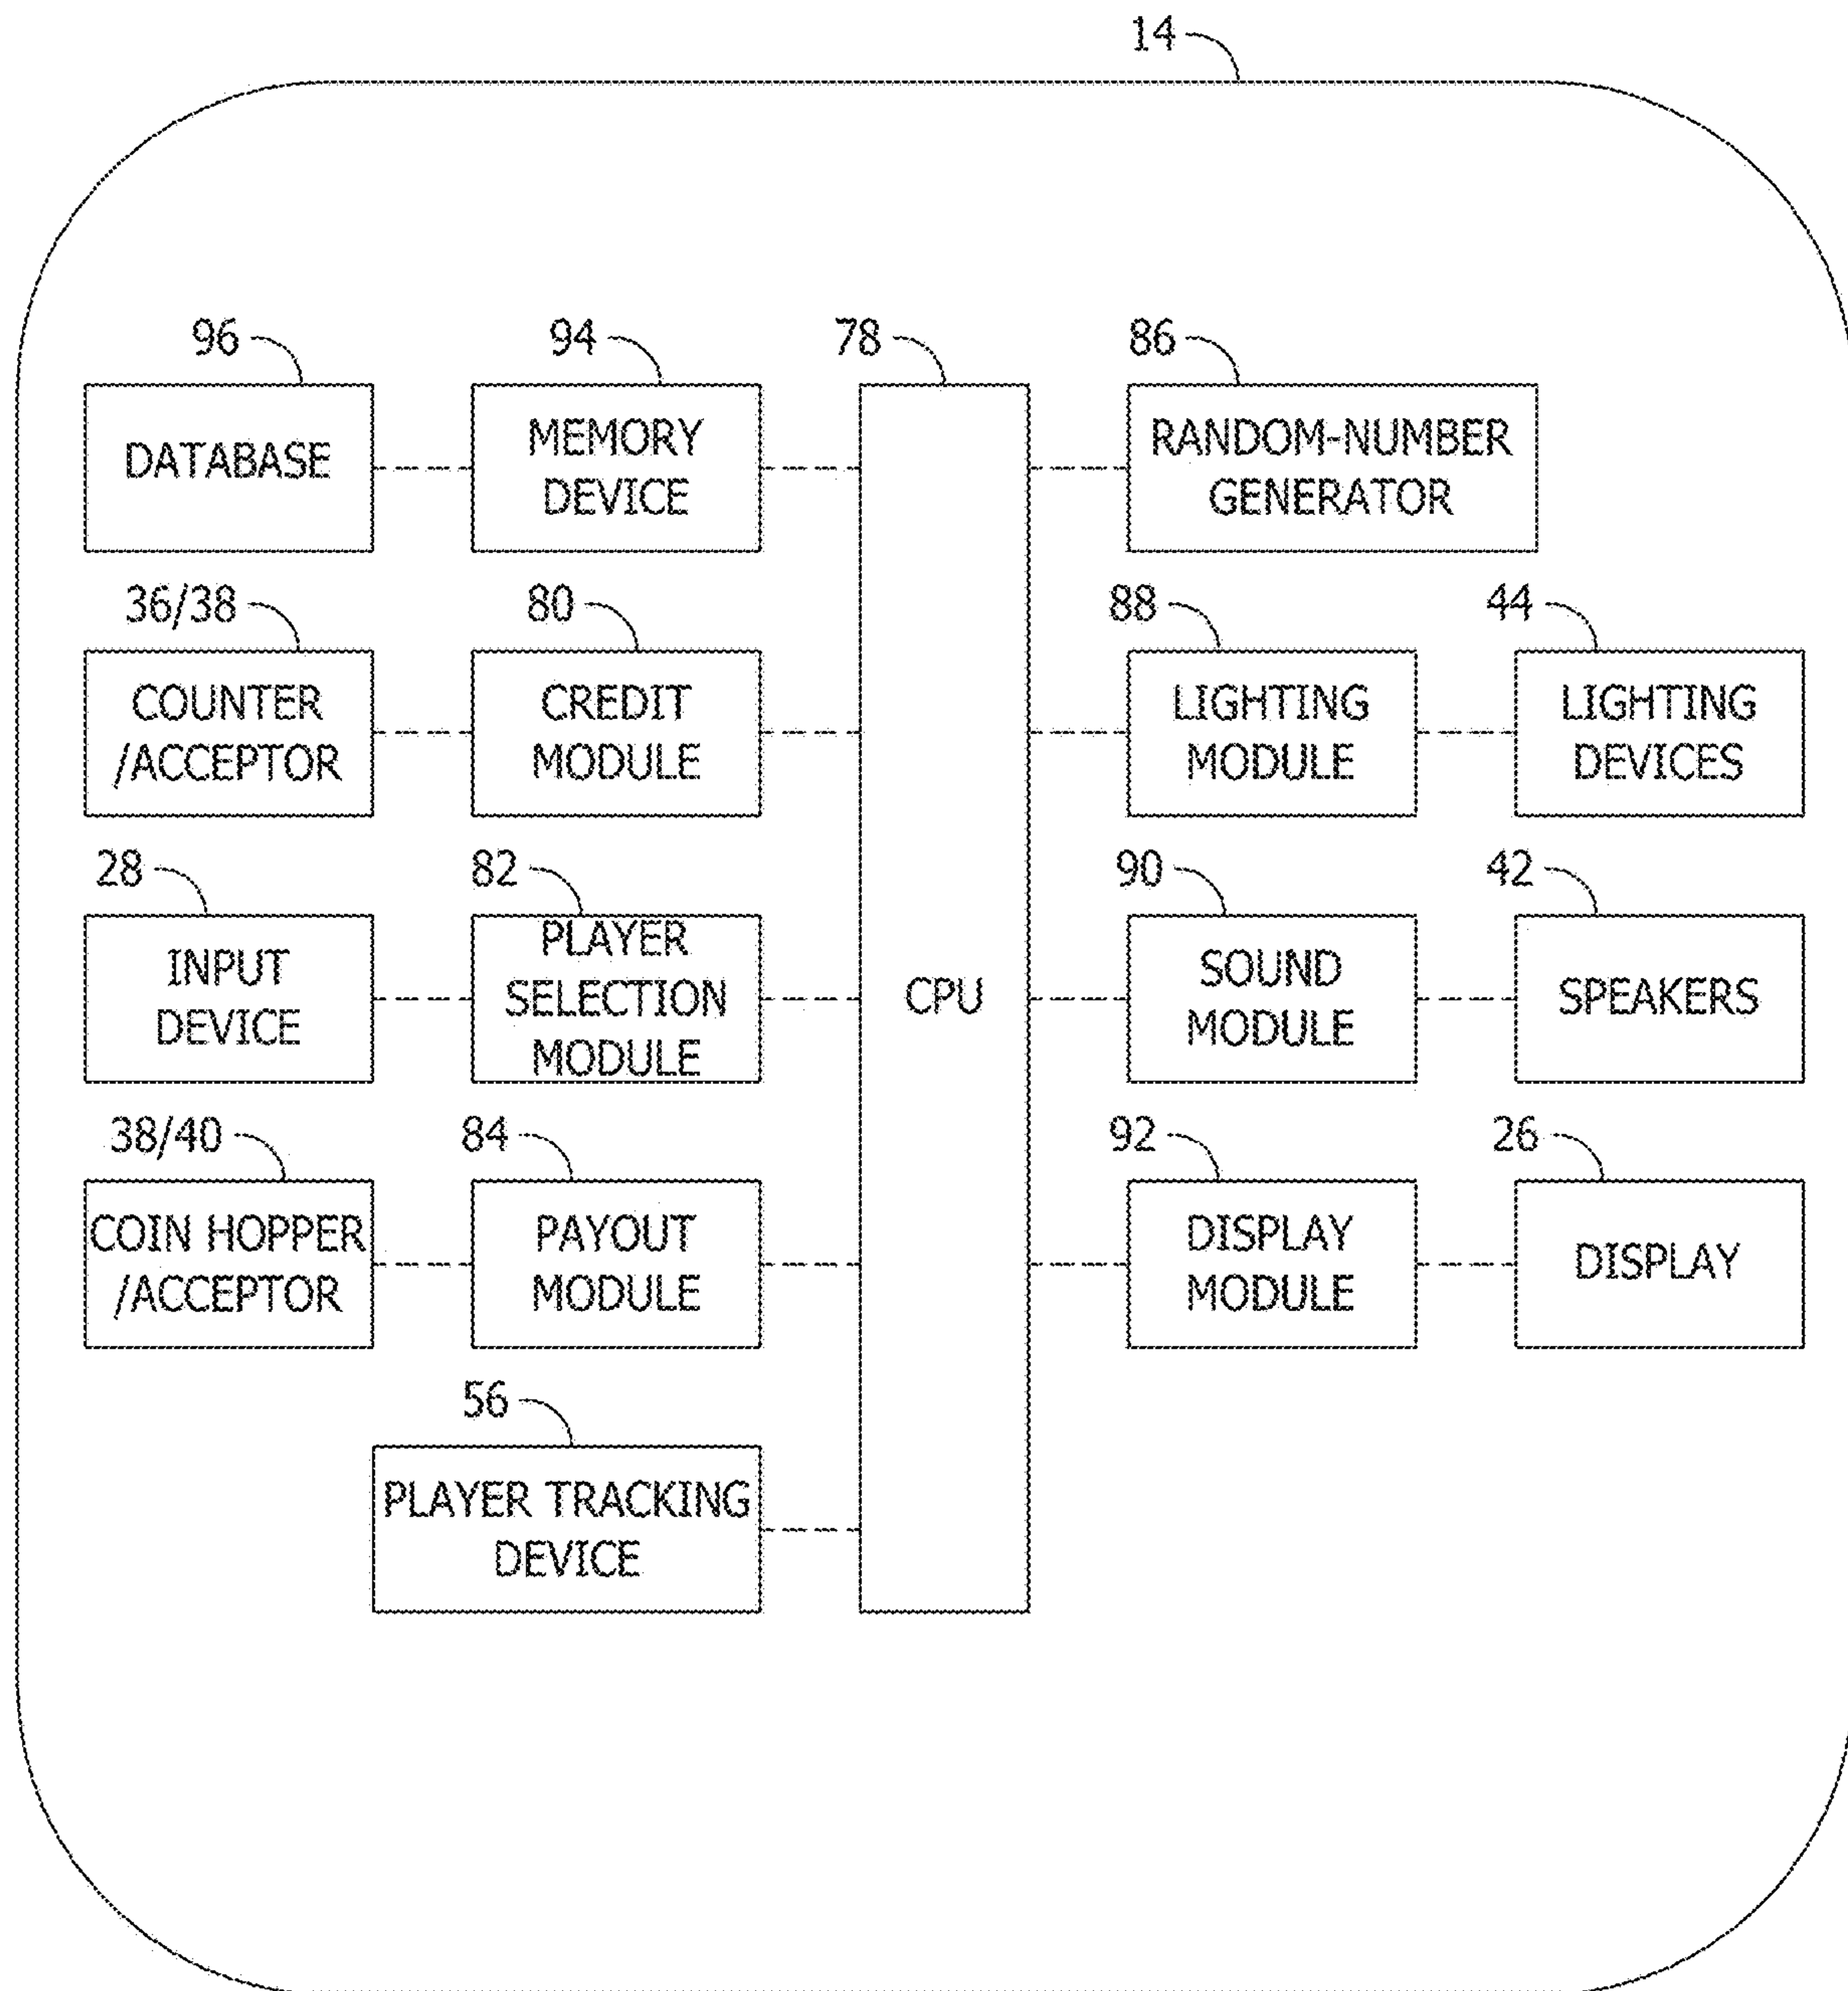 14
96
94
78
86
DATABASE
MEMORY
DEVICE
RANDOM-NUMBER
GENERATOR
36/38
80
88
44
COUNTER
/ACCEPTOR
CREDIT
MODULE
LIGHTING
MODULE
LIGHTING
DEVICES
28
82
90
42
INPUT
DEVICE
PLAYER
SELECTION
MODULE
CPU
SOUND
MODULE
SPEAKERS
38/40
84
92
26
COIN HOPPER
/ACCEPTOR
PAYOUT
MODULE
DISPLAY
MODULE
DISPLAY
56
PLAYER TRACKING
DEVICE